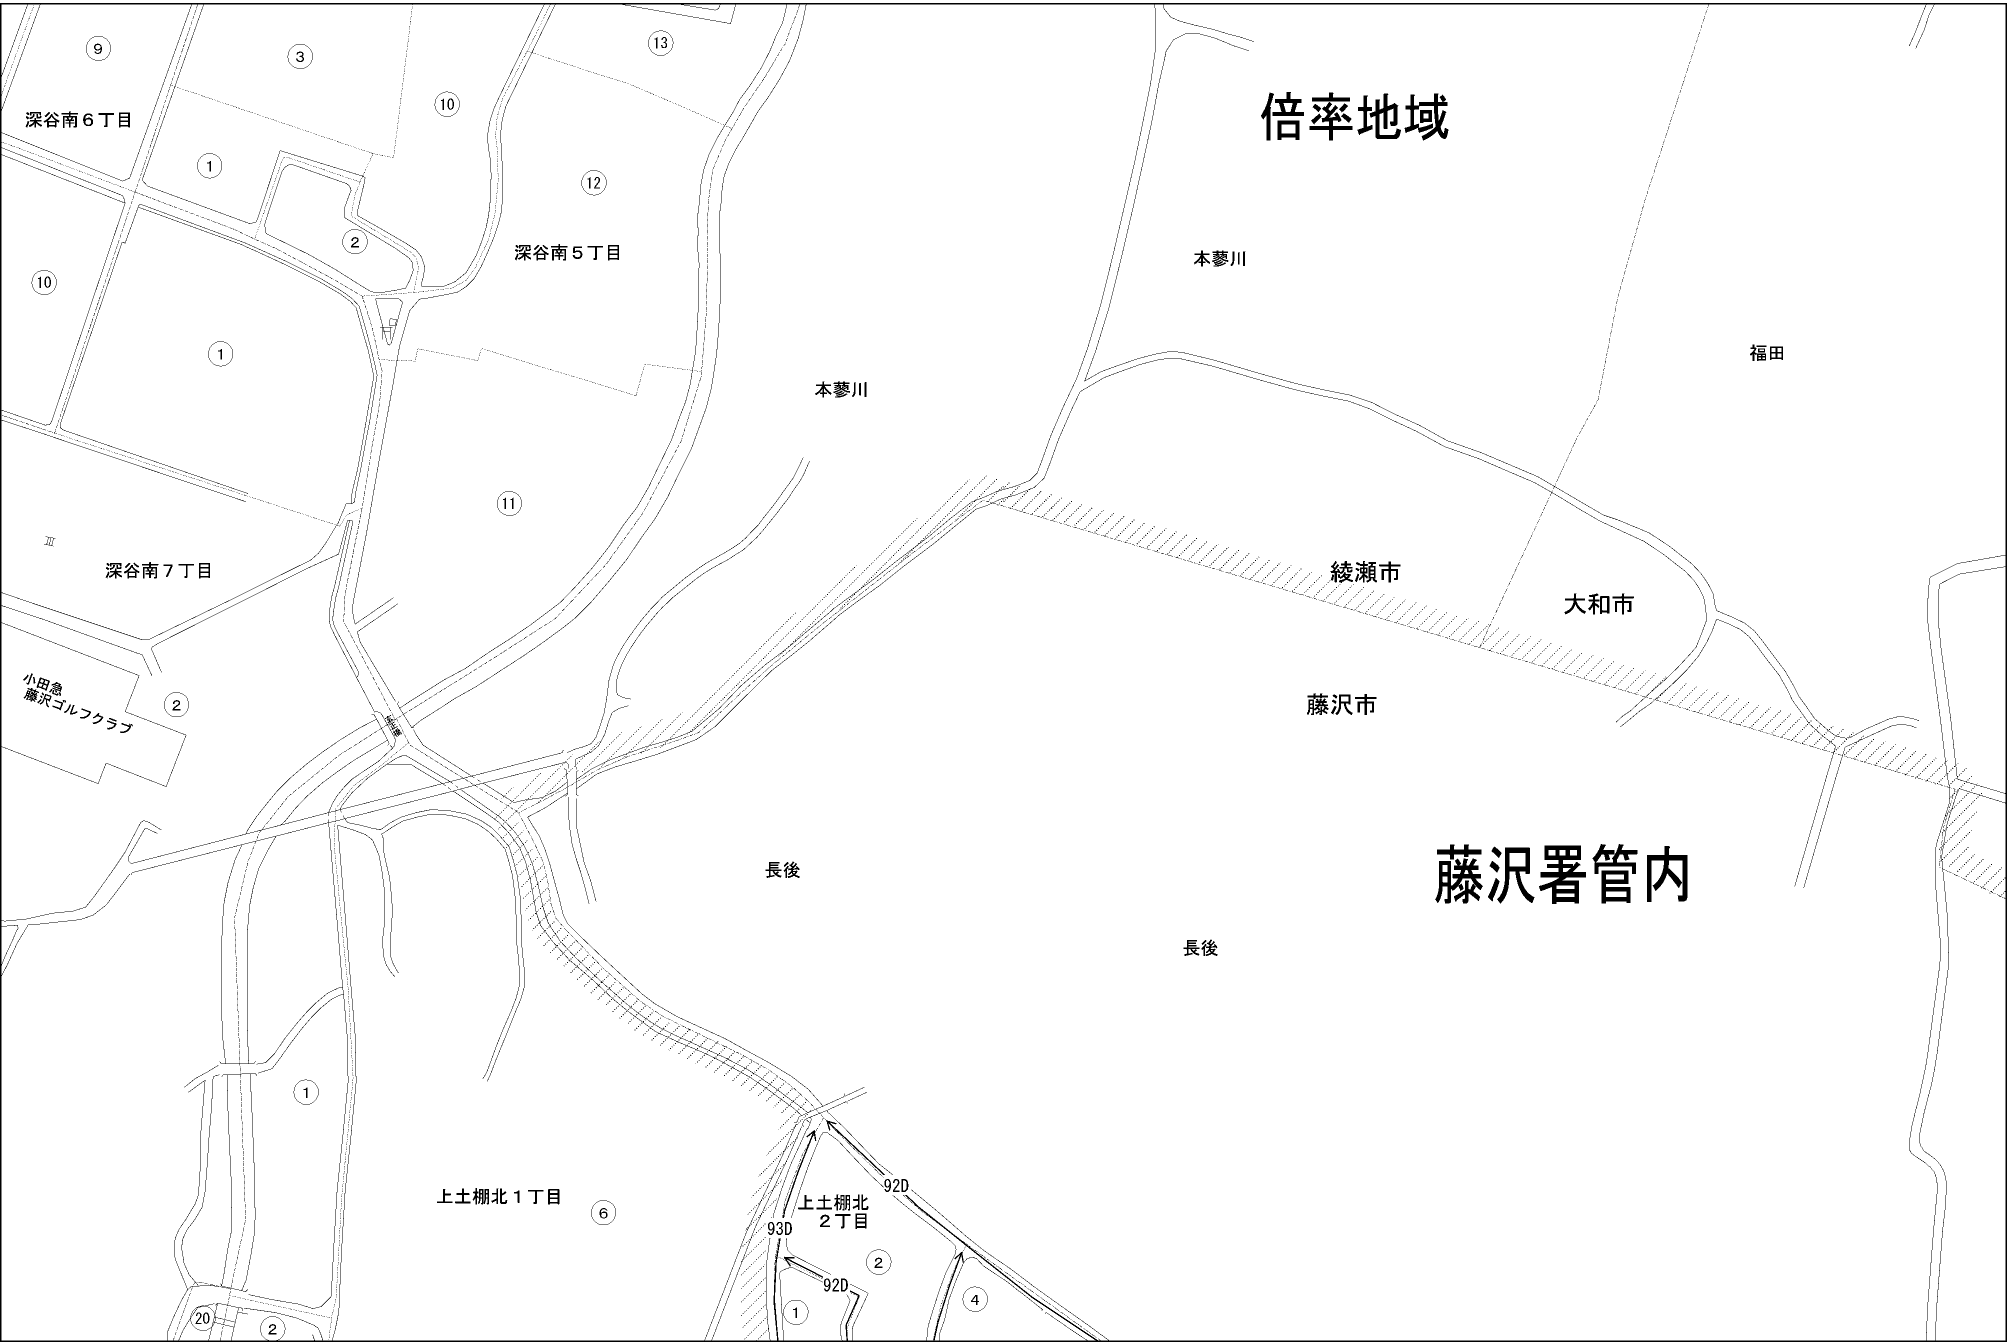 ⑨
③
⑬
⑩
倍率地域
深谷南６丁目
①
⑫
②
深谷南５丁目
本蓼川
⑩
①
福田
本蓼川
⑪
深谷南７丁目
綾瀬市
大和市
小田急
藤沢ゴルフクラブ
②
藤沢市
長後
藤沢署管内
長後
①
上土棚北１丁目
⑥
92D
上土棚北
２丁目
93D
②
92D
①
④
⑳
②